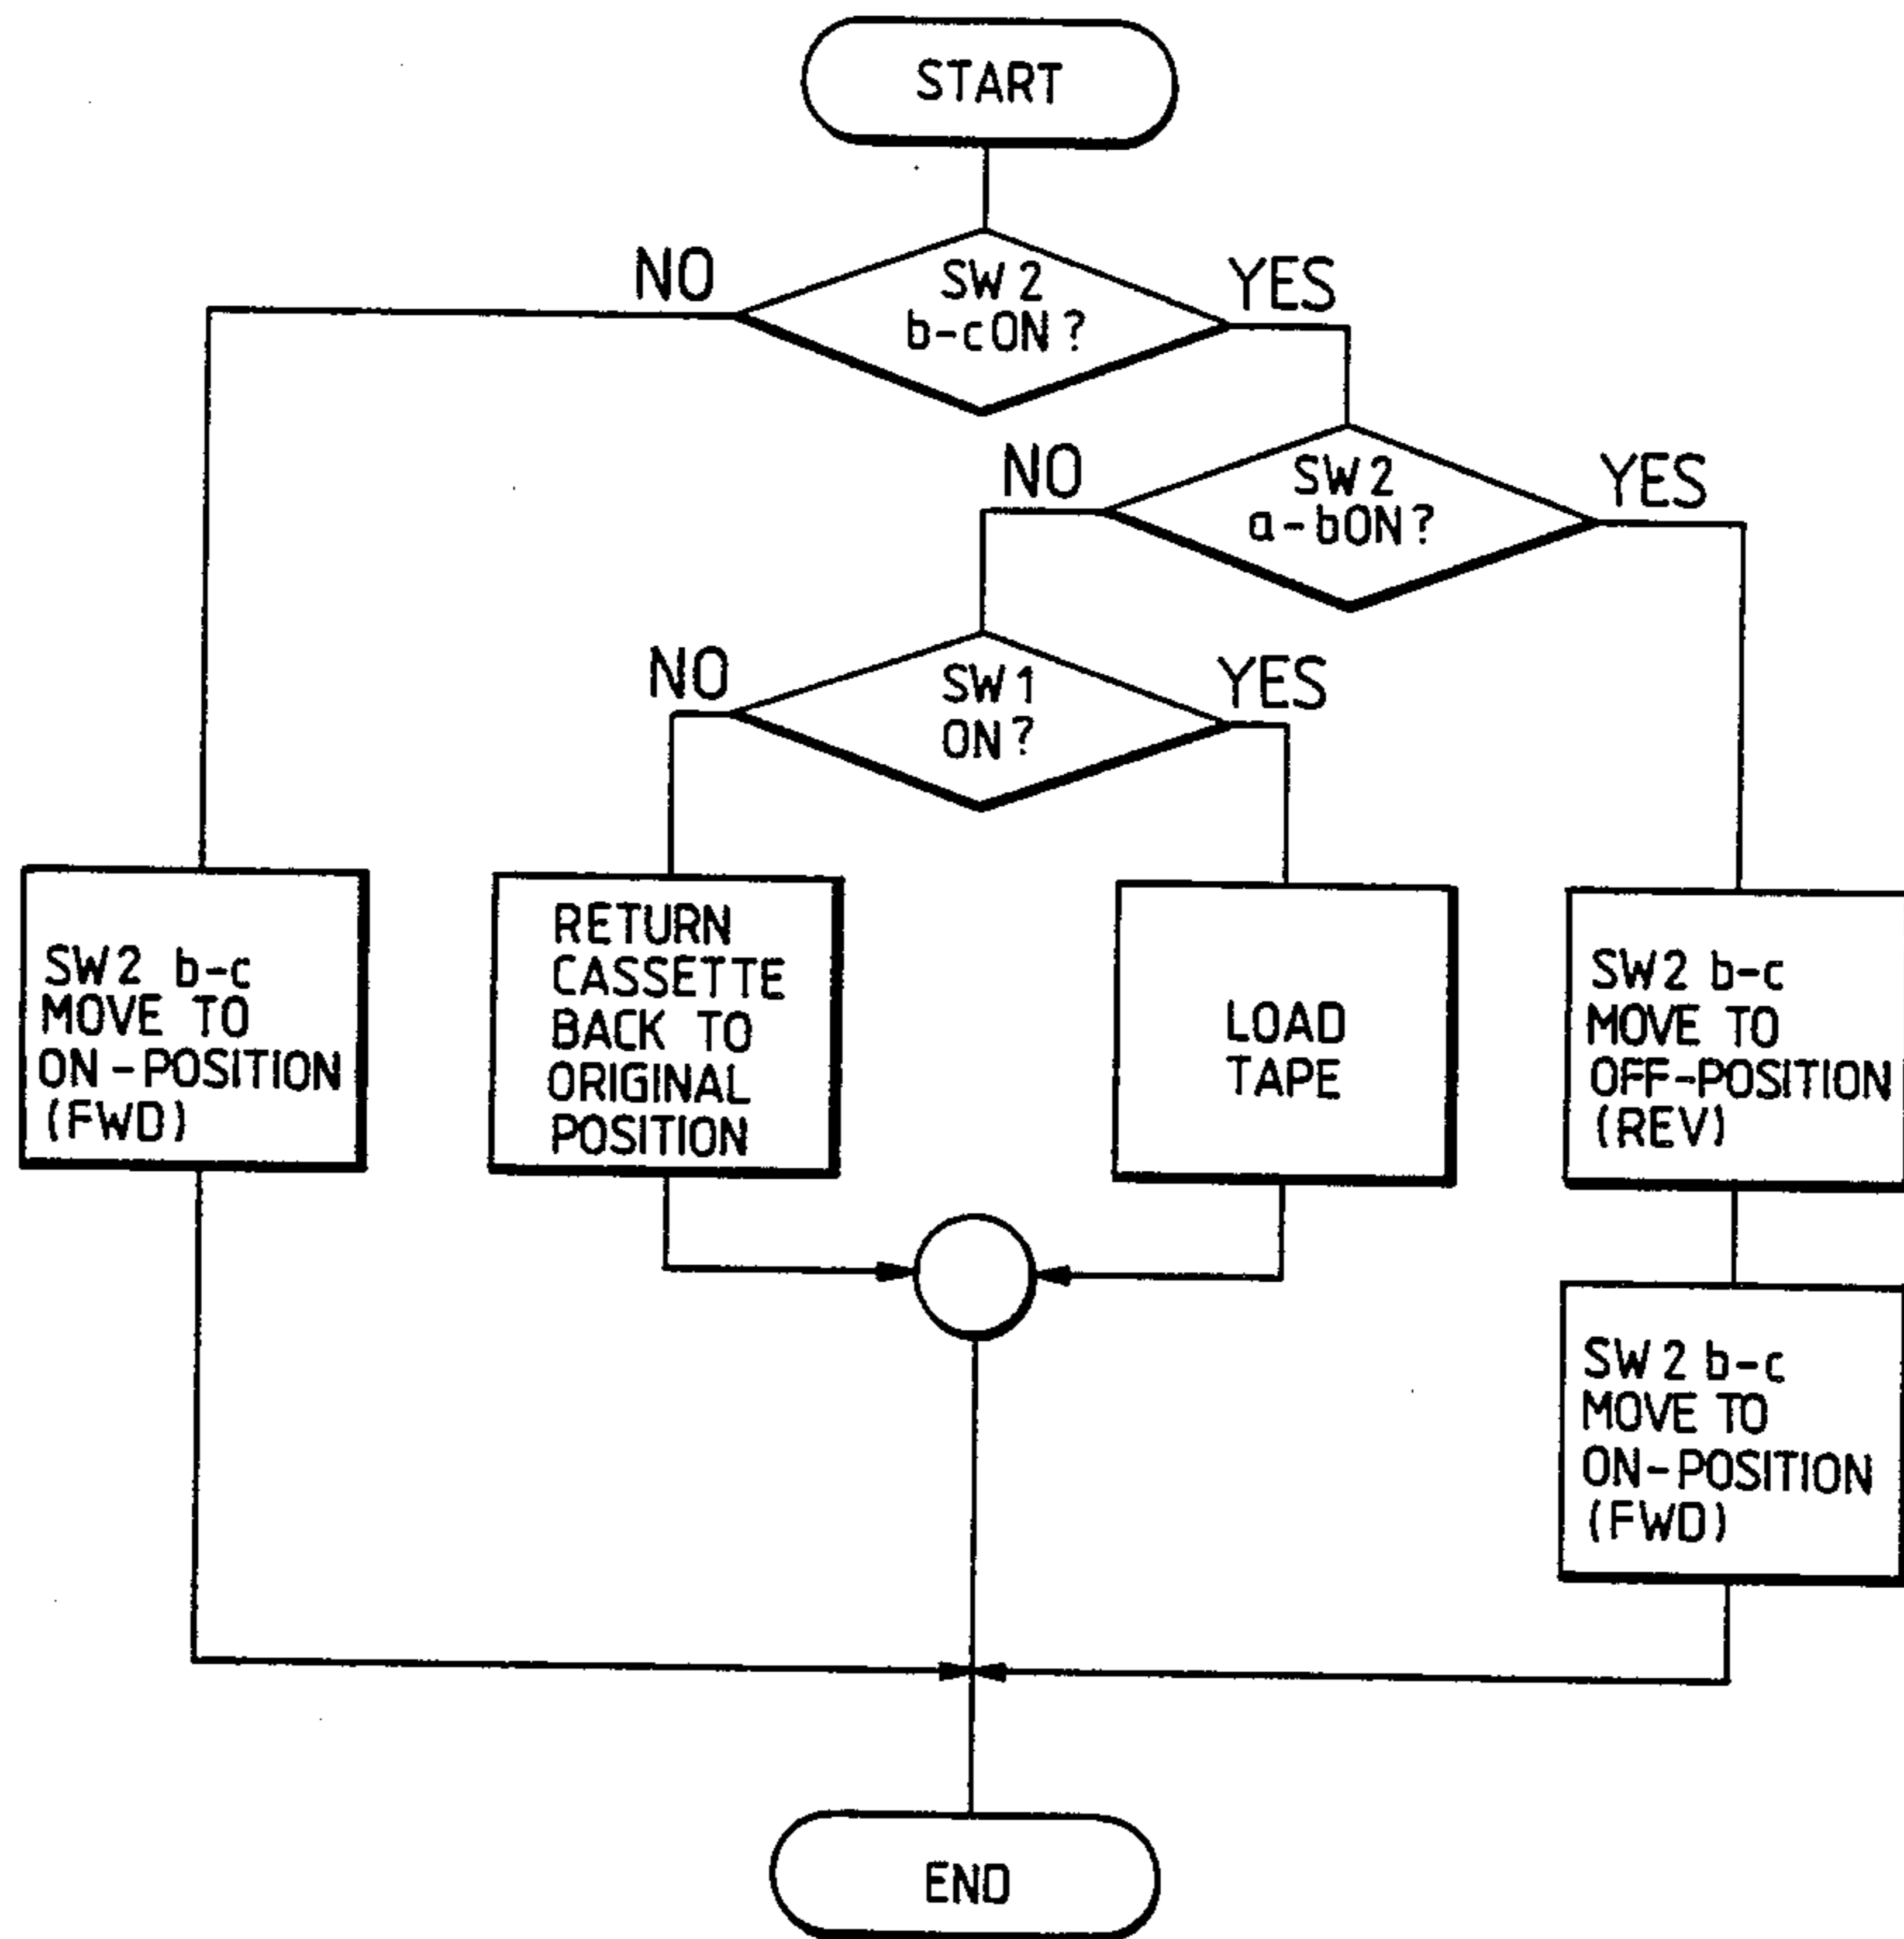 START
NO
SW 2
b-c ON ?
YES
NO
SW 2
a-b ON ?
YES
NO
SW 1
ON ?
YES
SW 2 b-c
MOVE TO
ON-POSITION
(FWD)
RETURN
CASSETTE
BACK TO
ORIGINAL
POSITION
LOAD
TAPE
SW 2 b-c
MOVE TO
OFF-POSITION
(REV)
SW 2 b-c
MOVE TO
ON-POSITION
(FWD)
END